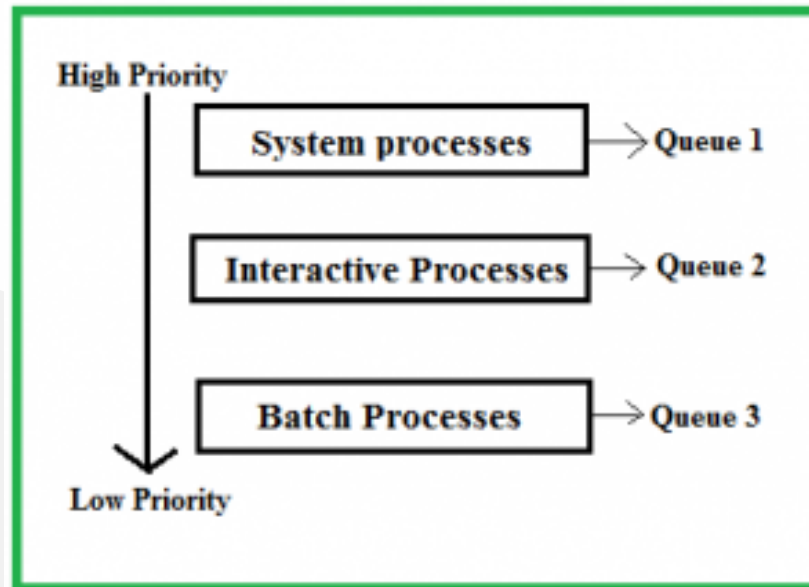 High Priority
System processes
Queue 1
Interactive Processes
Queue 2
Batch Processes
Queue 3
Low Priority